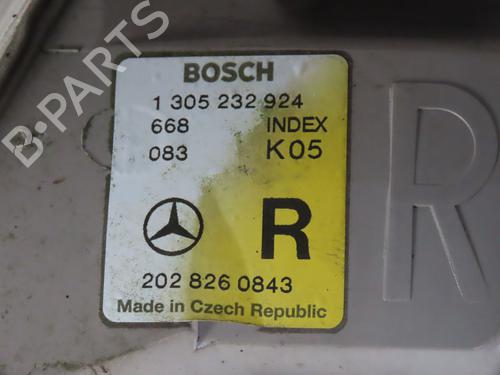 BOSCH
1 305 232 924
668 INDEX
083 K05
R
202 826 0843
Made in Czech Republic
R
B-PARTS